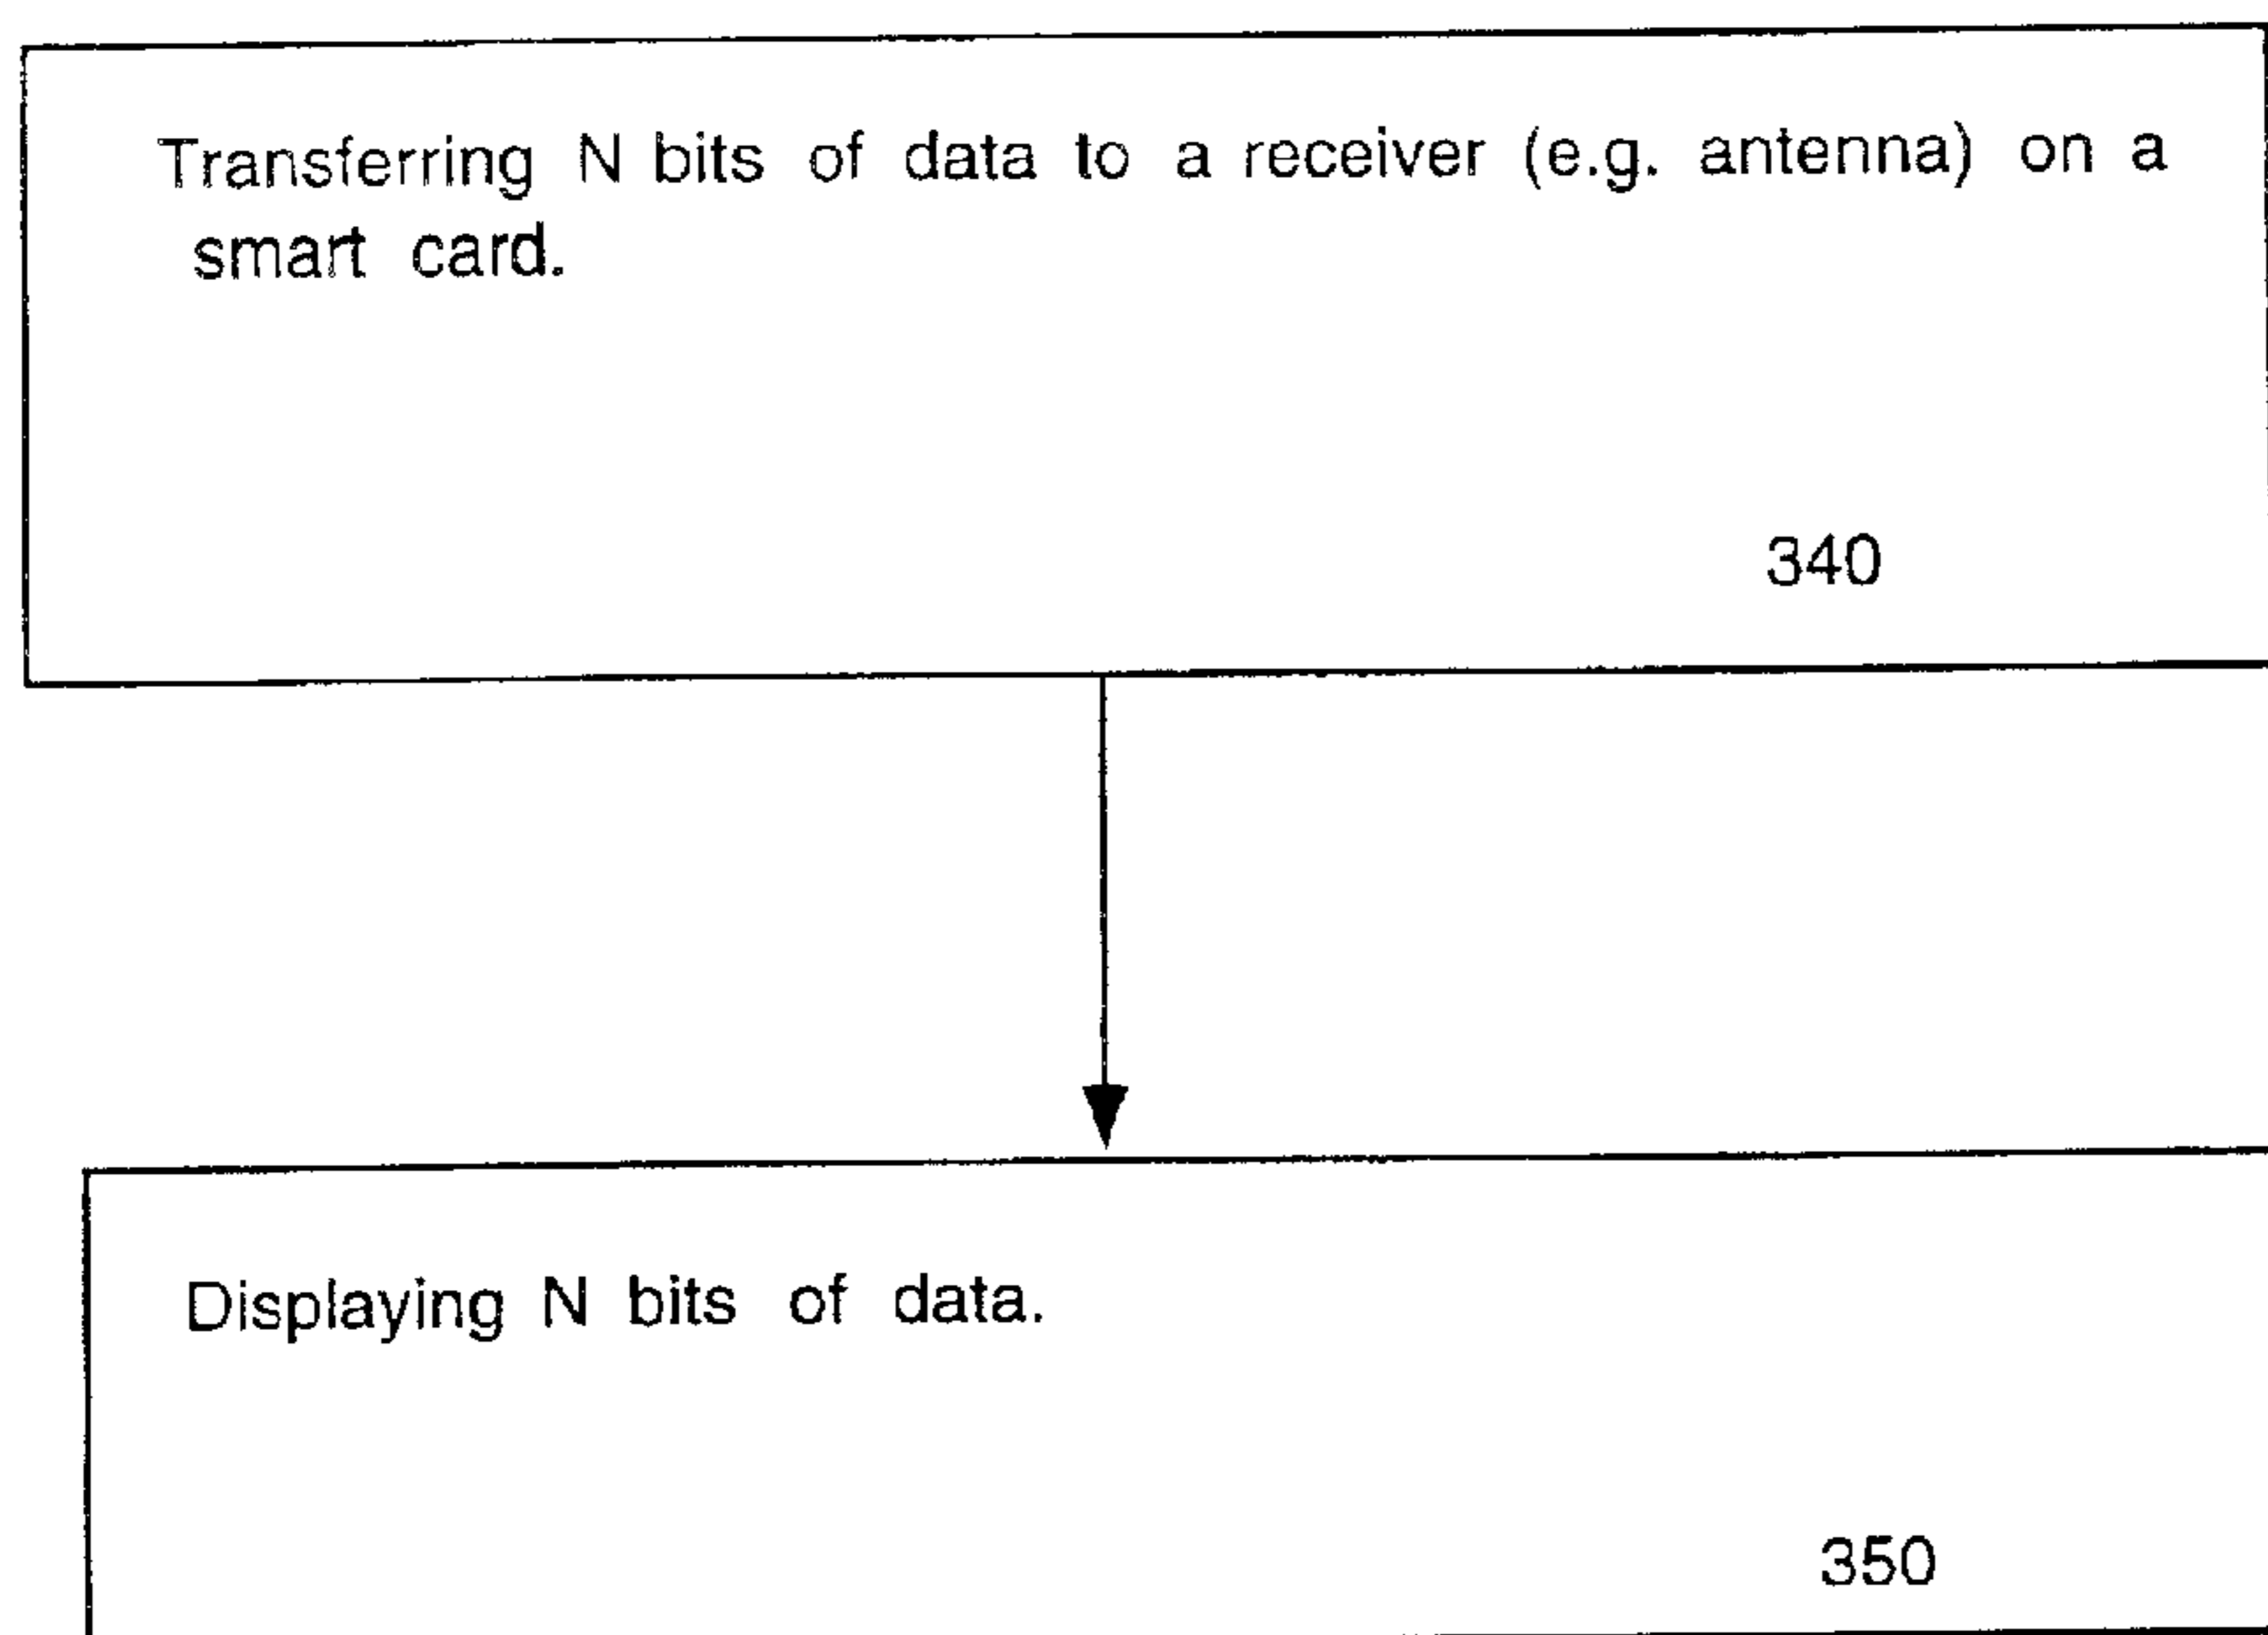 Transferring N bits of data to a receiver (e.g. antenna) on a
smart card.
340
Displaying N bits of data.
350